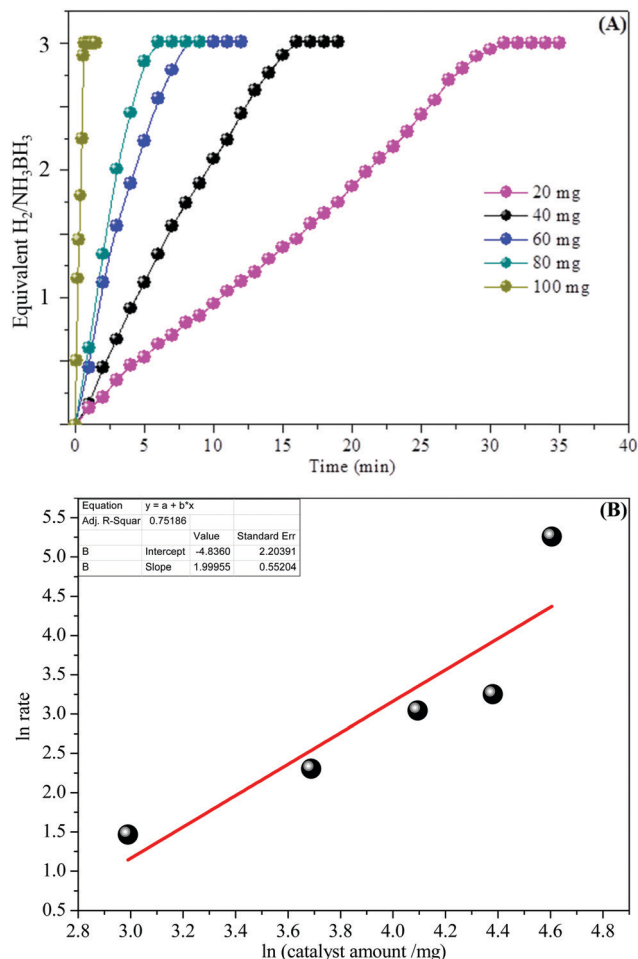 (A)
Equivalent H₂/NH₃BH₃
3
2
1
20 mg
40 mg
60 mg
80 mg
100 mg
0 5 10 15 20 25 30 35 40
Time (min)
(B)
Equation y = a + b*x
Adj. R-Squar 0.75186
Value Standard Err
B Intercept -4.8360 2.20391
B Slope 1.99955 0.55204
ln rate
5.5
5.0
4.5
4.0
3.5
3.0
2.5
2.0
1.5
1.0
0.5
2.8 3.0 3.2 3.4 3.6 3.8 4.0 4.2 4.4 4.6 4.8
ln (catalyst amount /mg)